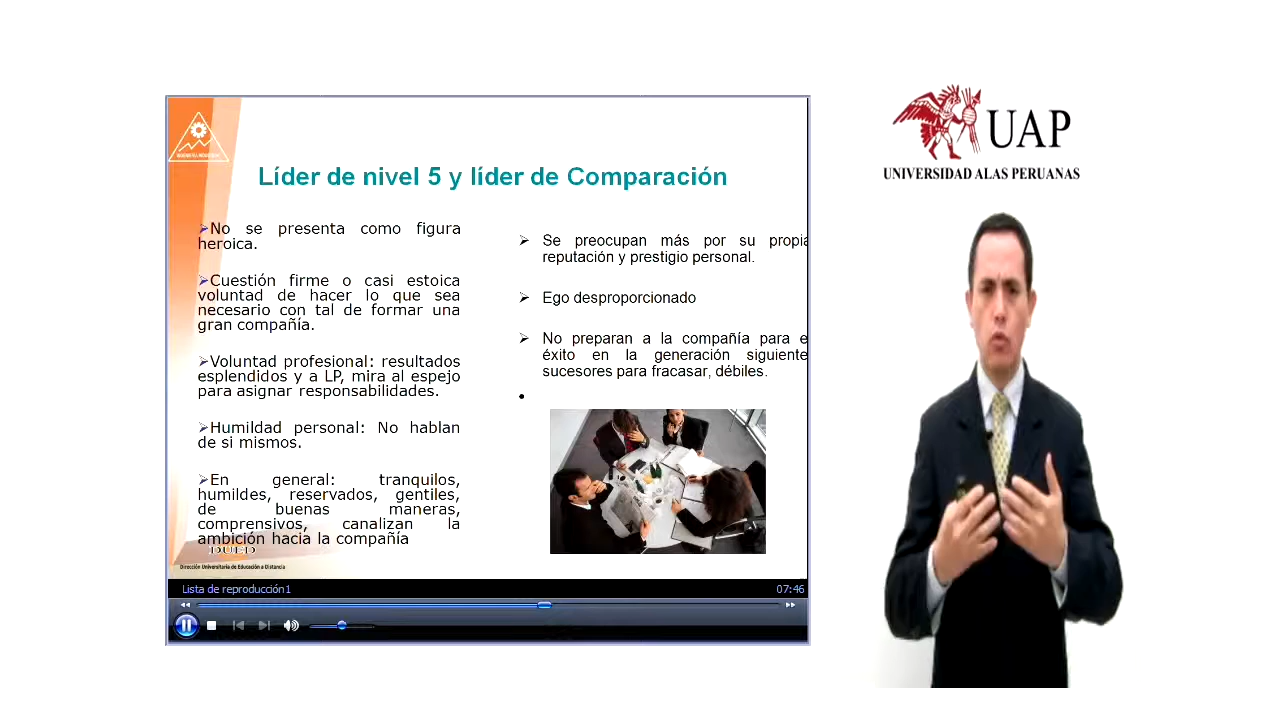 UAP
UNIVERSIDAD ALAS PERUANAS
Líder de nivel 5 y líder de Comparación
➢No se presenta como figura
heroica.
➢Cuestión firme o casi estoica
voluntad de hacer lo que sea
necesario con tal de formar una
gran compañía.
➢Voluntad profesional: resultados
esplendidos y a LP, mira al espejo
para asignar responsabilidades.
➢Humildad personal: No hablan
de si mismos.
➢En general: tranquilos,
humildes, reservados, gentiles,
de buenas maneras,
comprensivos, canalizan la
ambición hacia la compañía
➢ Se preocupan más por su propia
reputación y prestigio personal.
➢ Ego desproporcionado
➢ No preparan a la compañía para e
éxito en la generación siguiente
sucesores para fracasar, débiles.
•
DUED
Dirección Universitaria de Educación a Distancia
Lista de reproducción1
07:46